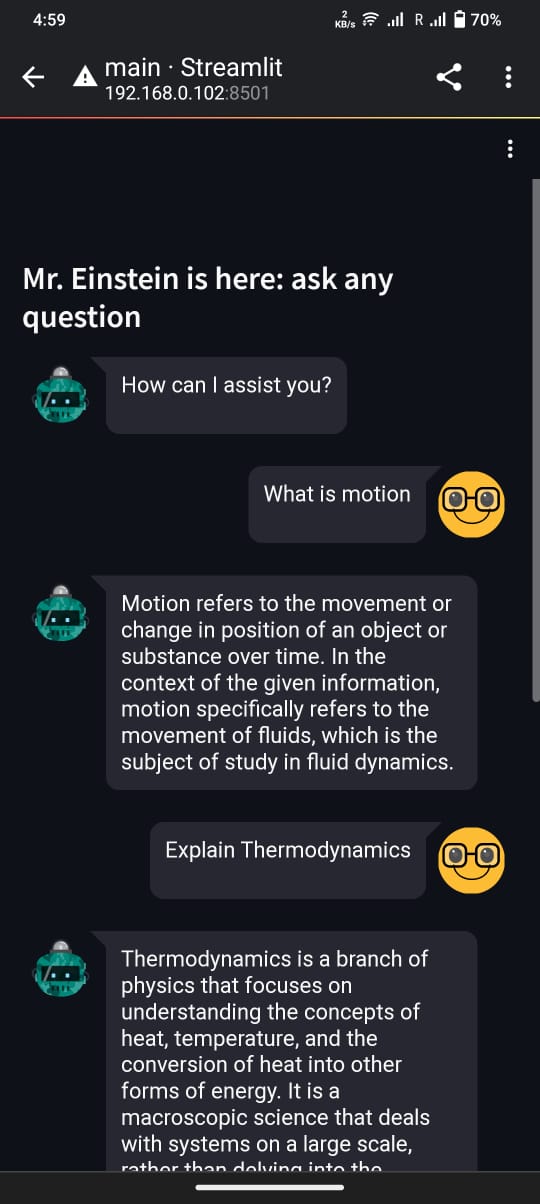 4:59
2
KB/s
R
70%
main · Streamlit
192.168.0.102:8501
Mr. Einstein is here: ask any
question
How can I assist you?
What is motion
Motion refers to the movement or
change in position of an object or
substance over time. In the
context of the given information,
motion specifically refers to the
movement of fluids, which is the
subject of study in fluid dynamics.
Explain Thermodynamics
Thermodynamics is a branch of
physics that focuses on
understanding the concepts of
heat, temperature, and the
conversion of heat into other
forms of energy. It is a
macroscopic science that deals
with systems on a large scale,
rather than delving into the